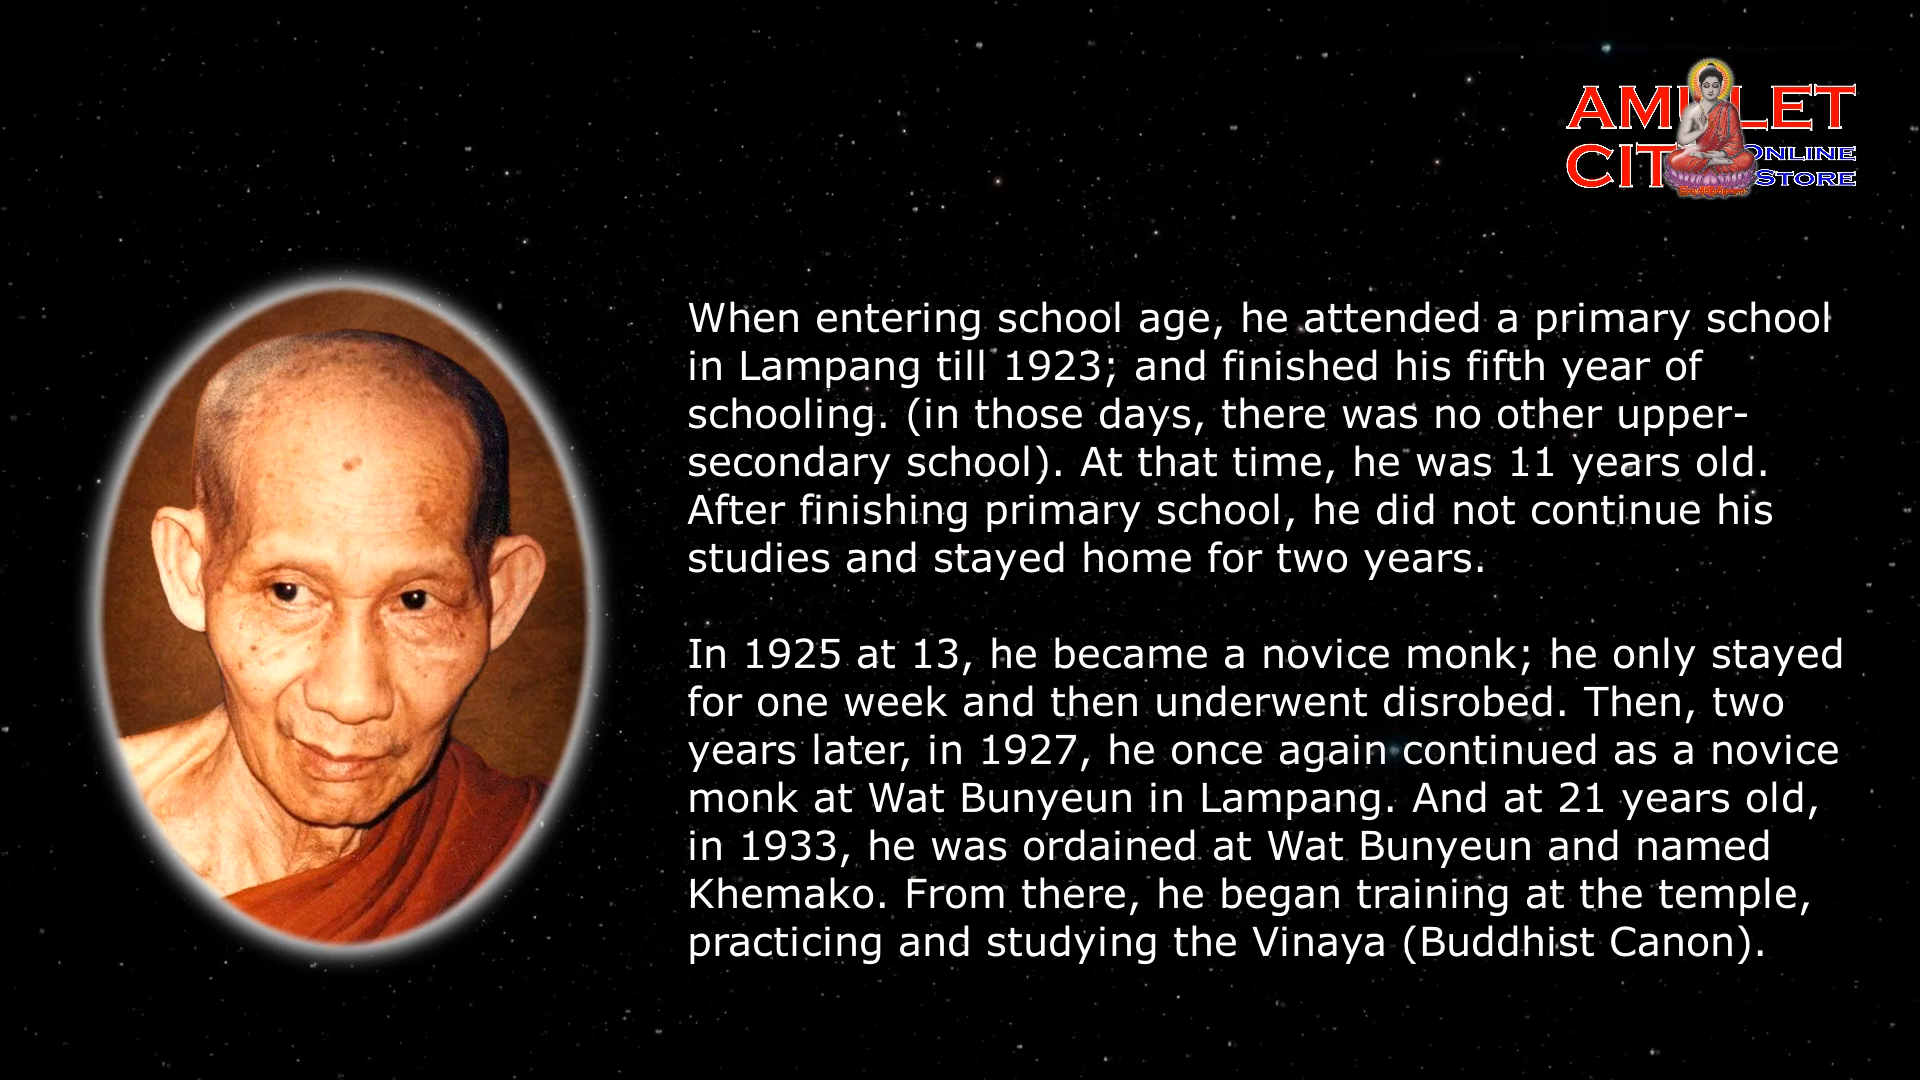 AMULET
CITY ONLINE
STORE
When entering school age, he attended a primary school
in Lampang till 1923; and finished his fifth year of
schooling. (in those days, there was no other upper-
secondary school). At that time, he was 11 years old.
After finishing primary school, he did not continue his
studies and stayed home for two years.
In 1925 at 13, he became a novice monk; he only stayed
for one week and then underwent disrobed. Then, two
years later, in 1927, he once again continued as a novice
monk at Wat Bunyeun in Lampang. And at 21 years old,
in 1933, he was ordained at Wat Bunyeun and named
Khemako. From there, he began training at the temple,
practicing and studying the Vinaya (Buddhist Canon).